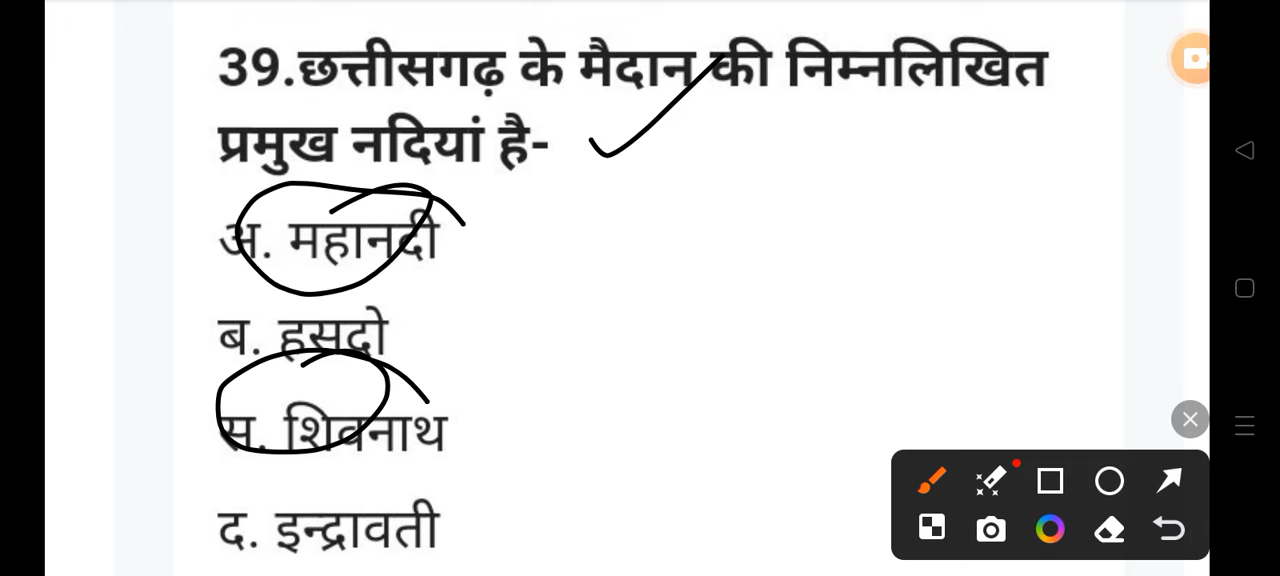 39.छत्तीसगढ़ के मैदान की निम्नलिखित
प्रमुख नदियां है-
अ. महानदी
ब. हसदो
स. शिवनाथ
द. इन्द्रावती